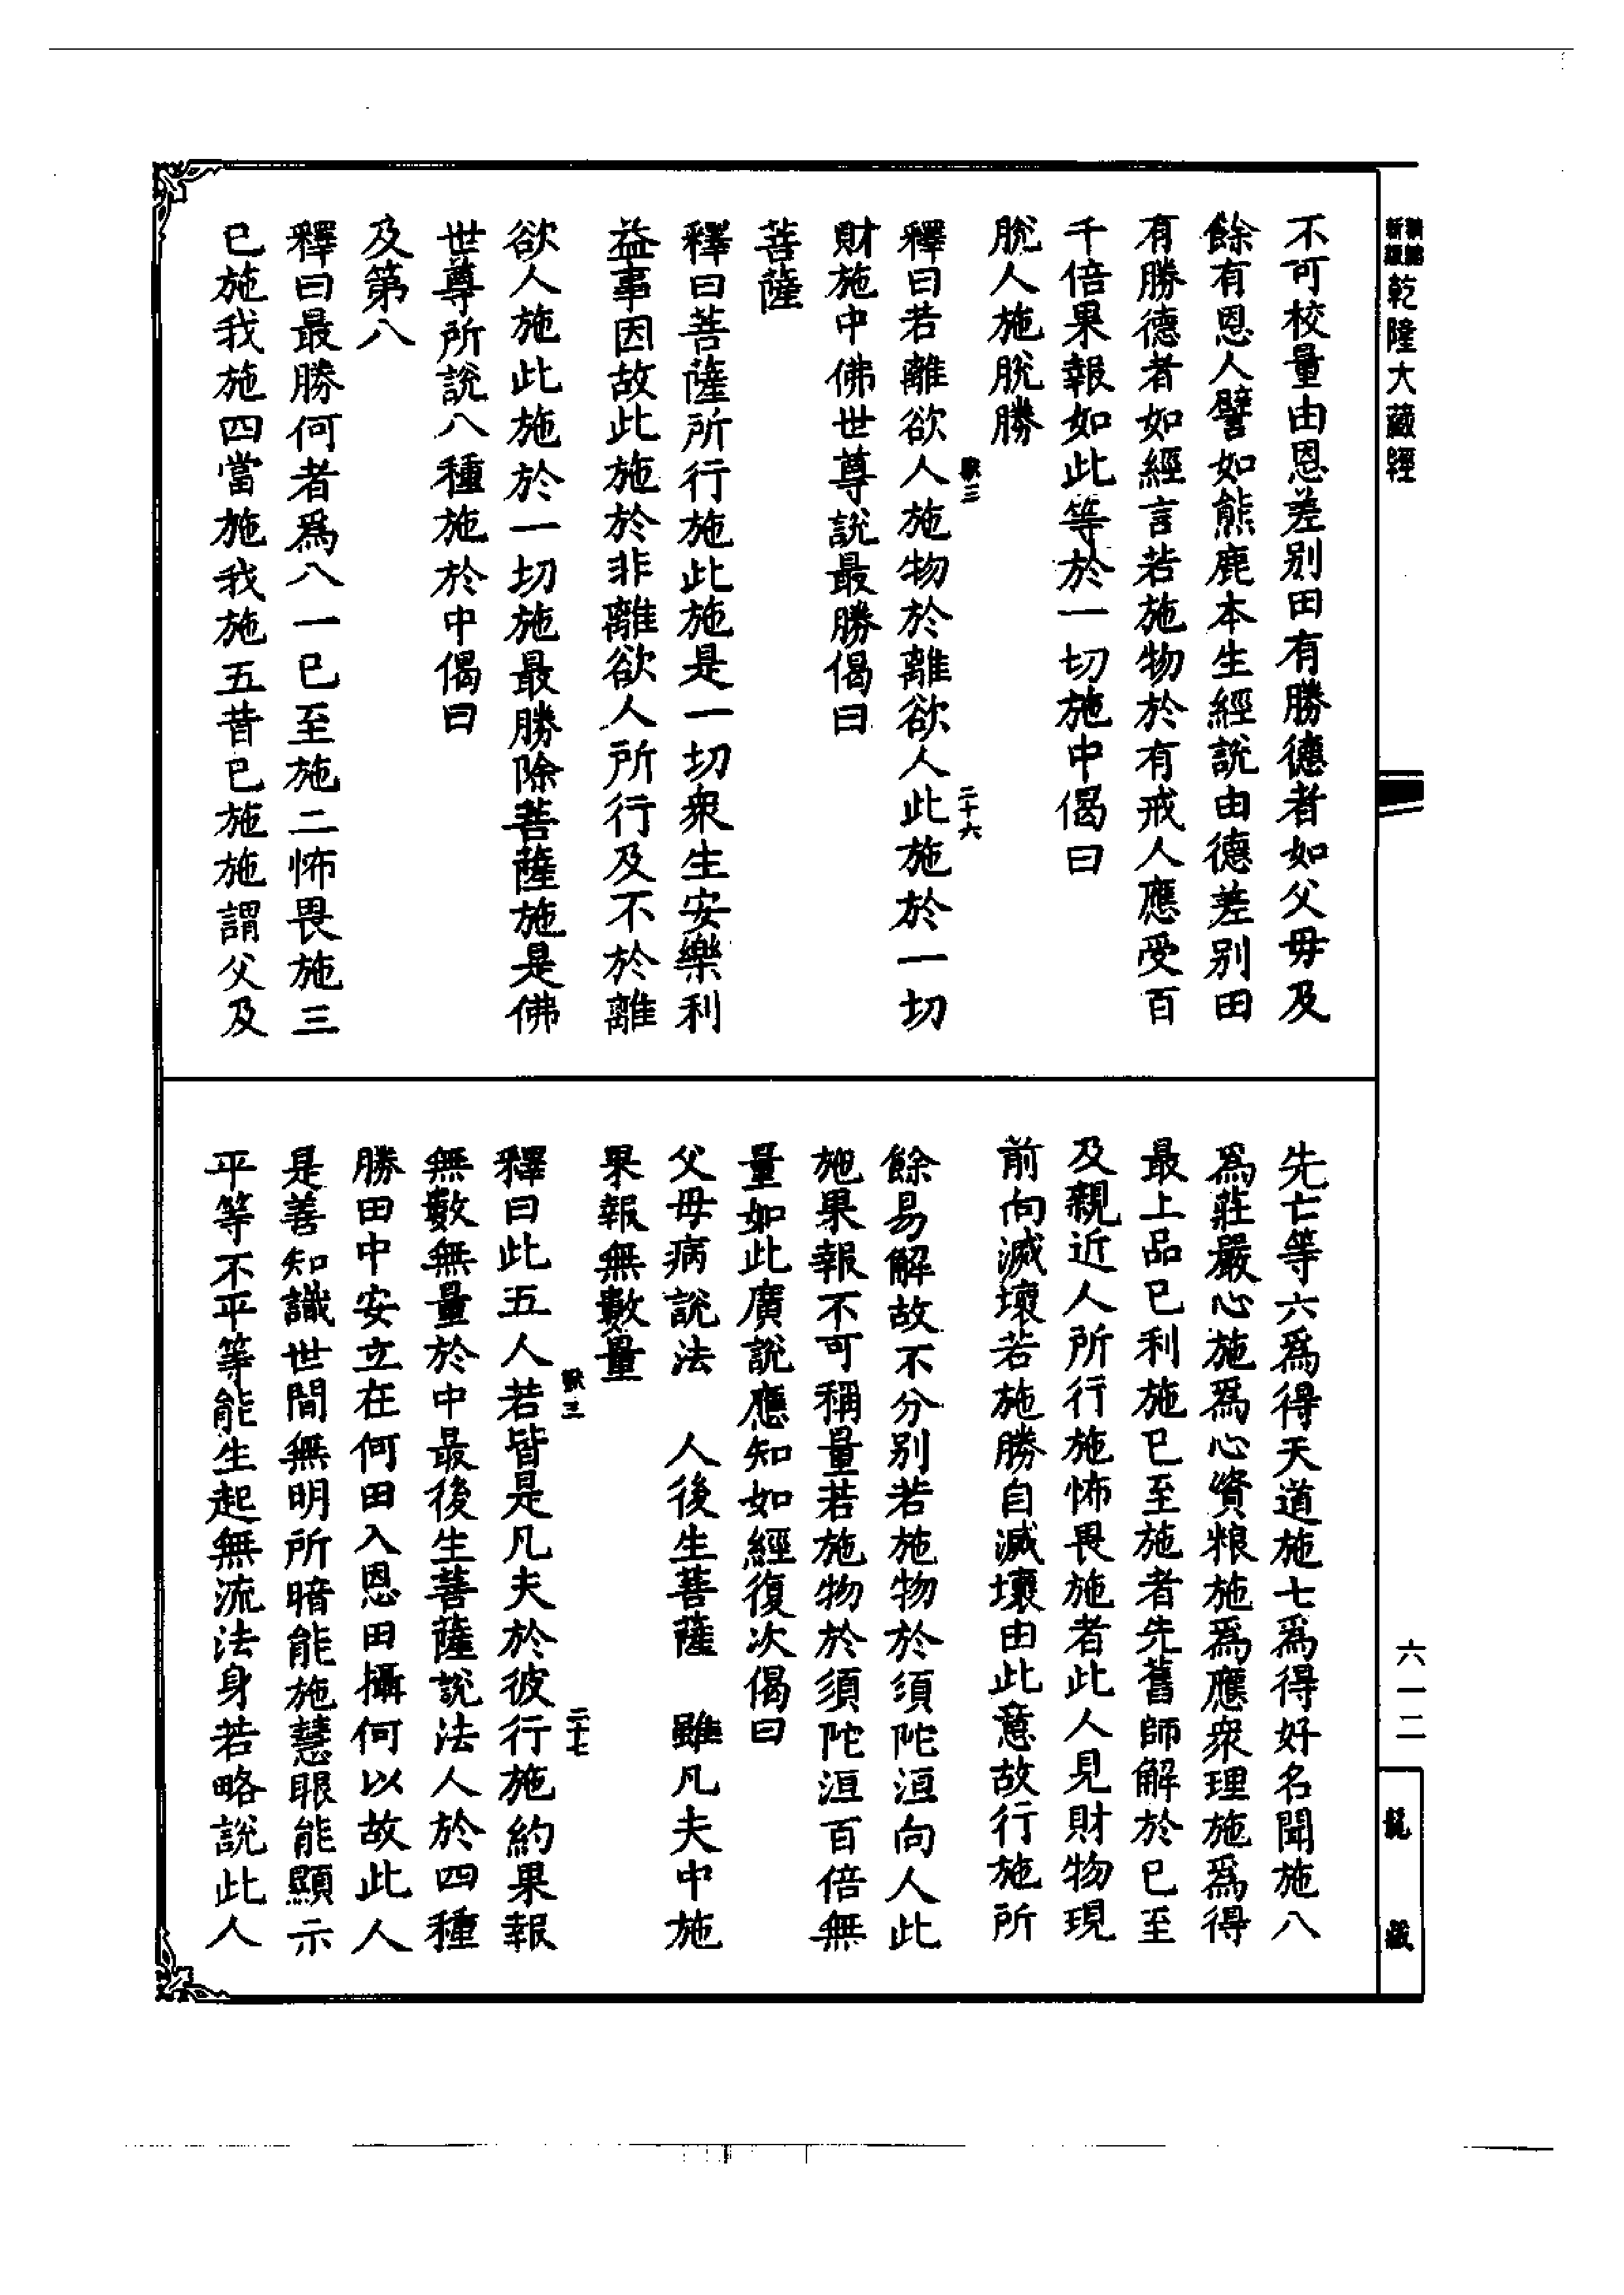 乾隆大藏經
不可校量由恩差别田有勝德者如父毋及
餘有恩人譬如熊鹿本生經說由德差别田
有勝德者如經言若施物於有戒人應受百
千倍果報如此等於一切施中偈曰
脫人施脫勝
釋曰若離欲人施物於離欲人此施於一切
二十六
財施中佛世尊說最勝偈曰
菩薩
釋曰菩薩所行施此施是一切衆生安樂利
益事因故此施於非離欲人所行及不於離
欲人施此施於一切施最勝除菩薩施是佛
世尊所說八種施於中偈曰
及第八
釋曰最勝何者爲八一已至施二怖畏施三
已施我施四當施我施五昔已施施謂父及
先亡等六爲得天道施七爲得好名聞施八
爲莊嚴心施爲心資粮施爲應衆理施爲得
最上品已利施已至施者先舊師解於已至
及親近人所行施怖畏施者此人見財物現
前向滅壞若施勝自滅壞由此意故行施所
餘易解故不分别若施物於須陀洹向人此
施果報不可稱量若施物於須陀洹百倍無
量如此廣說應知如經復次偈曰
父毋病說法　人後生菩薩　雖凡夫中施
果報無數量
釋曰此五人若皆是凡夫於彼行施約果報
二十七
無數無量於中最後生菩薩說法人於四種
勝田中安立在何田入恩田攝何以故此人
是善知識世間無明所暗能施慧眼能顯示
平等不平等能生起無流法身若略說此人
六一二
龍藏